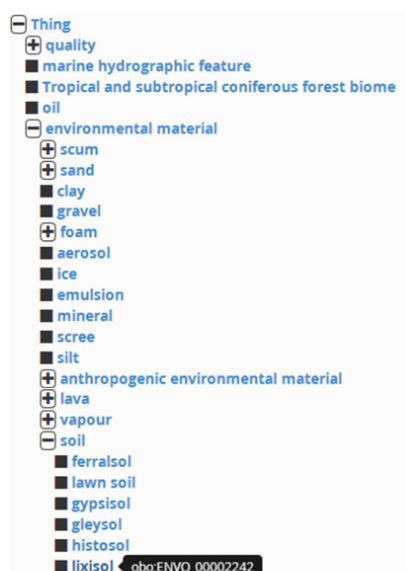 Thing
quality
marine hydrographic feature
Tropical and subtropical coniferous forest biome
oil
environmental material
scum
sand
clay
gravel
foam
aerosol
ice
emulsion
mineral
scree
silt
anthropogenic environmental material
lava
vapour
soil
ferralsol
lawn soil
gypsisol
gleysol
histosol
lixisol obo:ENVO_00002242